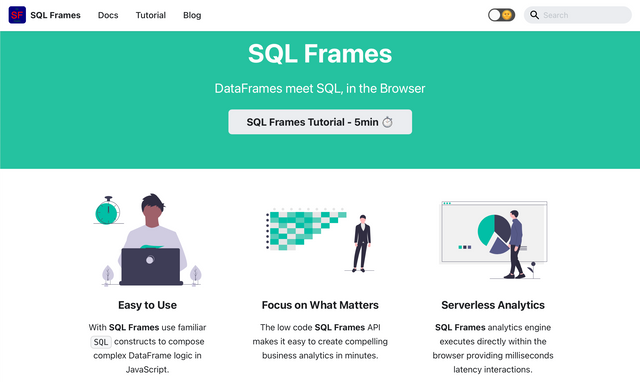 SF SQL Frames Docs Tutorial Blog Search
SQL Frames
DataFrames meet SQL, in the Browser
SQL Frames Tutorial - 5min ⏱
Easy to Use
With SQL Frames use familiar
SQL constructs to compose
complex DataFrame logic in
JavaScript.
Focus on What Matters
The low code SQL Frames API
makes it easy to create compelling
business analytics in minutes.
Serverless Analytics
SQL Frames analytics engine
executes directly within the
browser providing milliseconds
latency interactions.